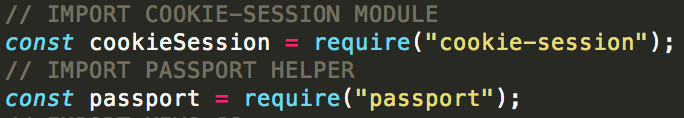 // IMPORT COOKIE-SESSION MODULE
const cookieSession = require("cookie-session");
// IMPORT PASSPORT HELPER
const passport = require("passport");